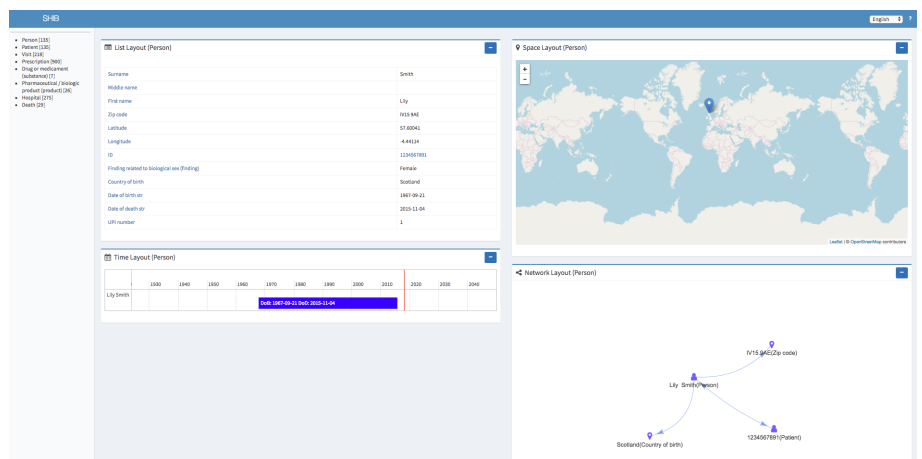 SHIB
English
?
Person [135]
Patient [135]
Visit [218]
Prescription [900]
Drug or medicament
(substance) [7]
Pharmaceutical / biologic
product (product) [26]
Hospital [275]
Death [29]
List Layout (Person)
Surname Smith
Middle name
First name Lily
Zip code IV15 9AE
Latitude 57.60041
Longitude -4.44114
ID 1234567891
Finding related to biological sex (finding) Female
Country of birth Scotland
Date of birth str 1967-09-21
Date of death str 2015-11-04
UPI number 1
Time Layout (Person)
1930 1940 1950 1960 1970 1980 1990 2000 2010 2020 2030 2040
Lily Smith
DoB: 1967-09-21 DoD: 2015-11-04
Space Layout (Person)
+
−
Leaflet | © OpenStreetMap contributors
Network Layout (Person)
IV15 9AE(Zip code)
Lily Smith(Person)
1234567891(Patient)
Scotland(Country of birth)